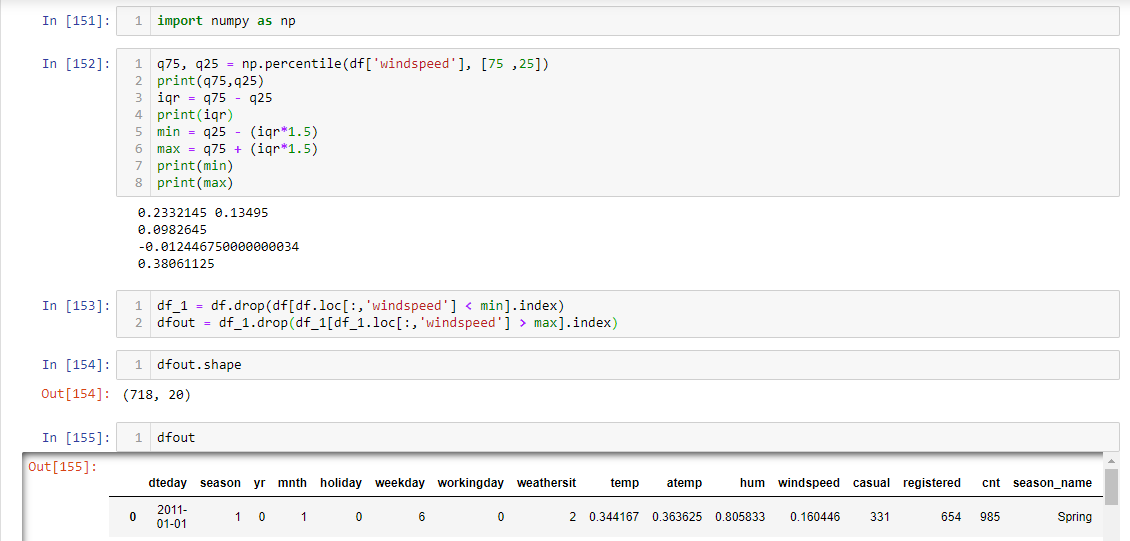 In [151]: 1 import numpy as np
In [152]: 1 q75, q25 = np.percentile(df['windspeed'], [75 ,25])
2 print(q75,q25)
3 iqr = q75 - q25
4 print(iqr)
5 min = q25 - (iqr*1.5)
6 max = q75 + (iqr*1.5)
7 print(min)
8 print(max)
0.2332145 0.13495
0.0982645
-0.012446750000000034
0.38061125
In [153]: 1 df_1 = df.drop(df[df.loc[:,'windspeed'] < min].index)
2 dfout = df_1.drop(df_1[df_1.loc[:,'windspeed'] > max].index)
In [154]: 1 dfout.shape
Out[154]: (718, 20)
In [155]: 1 dfout
Out[155]:
dteday season yr mnth holiday weekday workingday weathersit temp atemp hum windspeed casual registered cnt season_name
0 2011-01-01 1 0 1 0 6 0 2 0.344167 0.363625 0.805833 0.160446 331 654 985 Spring